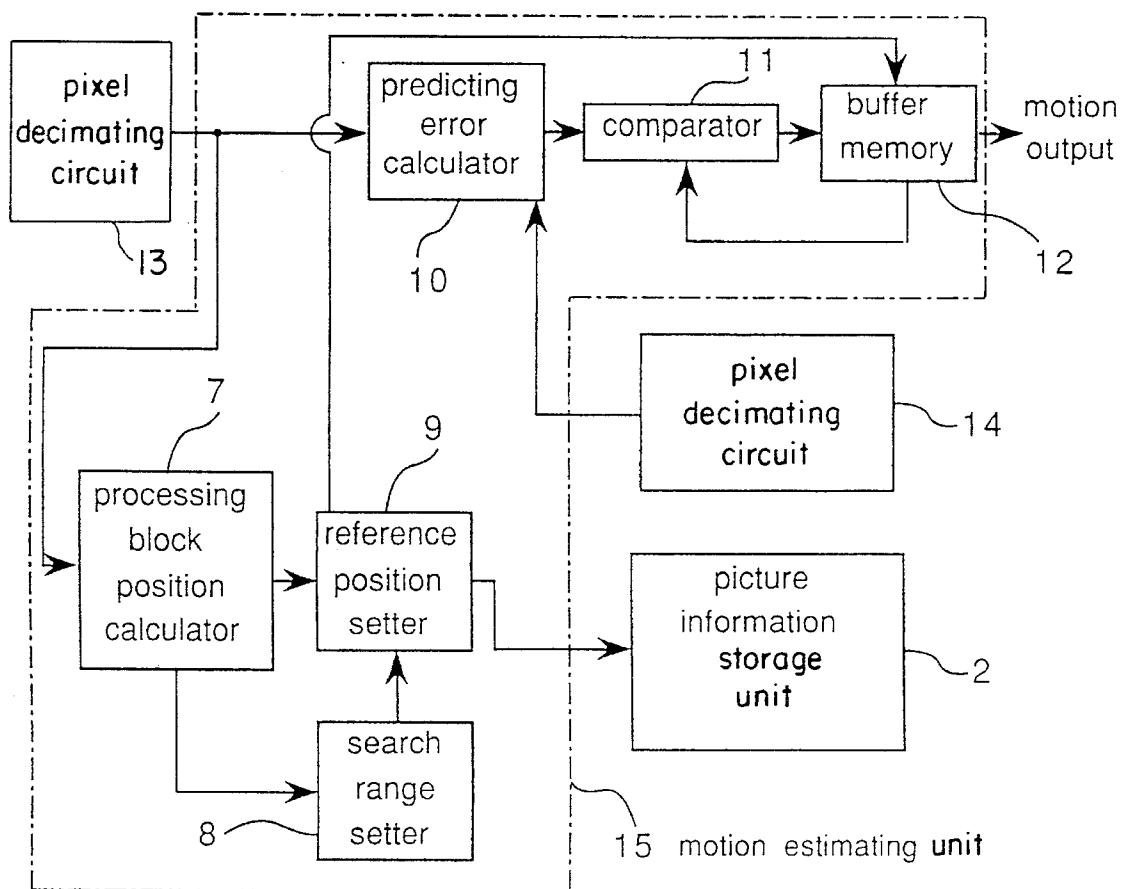 pixel
decimating
circuit
13
predicting
error
calculator
10
11
comparator
buffer
memory
12
motion
output
7
processing
block
position
calculator
9
reference
position
setter
pixel
decimating
circuit
14
picture
information
storage
unit
2
search
range
setter
8
15 motion estimating unit